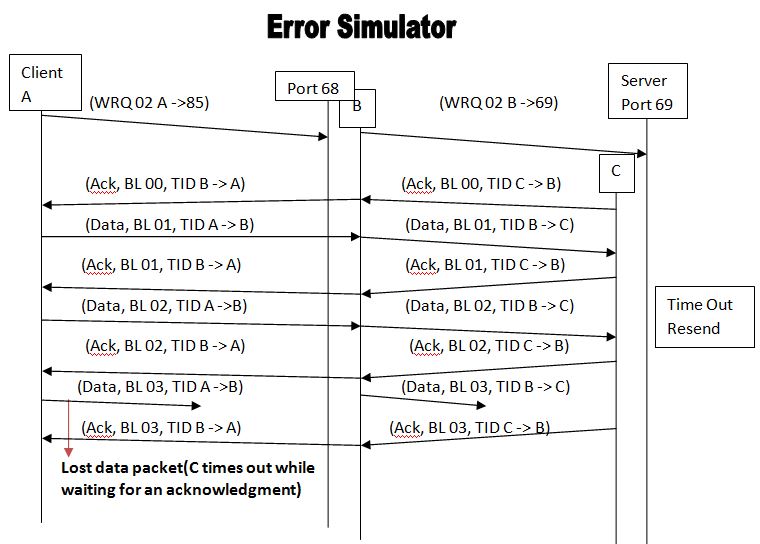 Error Simulator
Client
A
Port 68
B
Server
Port 69
(WRQ 02 A ->85)
(WRQ 02 B ->69)
C
(Ack, BL 00, TID B -> A)
(Ack, BL 00, TID C -> B)
(Data, BL 01, TID A -> B)
(Data, BL 01, TID B -> C)
(Ack, BL 01, TID B -> A)
(Ack, BL 01, TID C -> B)
(Data, BL 02, TID A ->B)
(Data, BL 02, TID B -> C)
Time Out
Resend
(Ack, BL 02, TID B -> A)
(Ack, BL 02, TID C -> B)
(Data, BL 03, TID A ->B)
(Data, BL 03, TID B -> C)
(Ack, BL 03, TID B -> A)
(Ack, BL 03, TID C -> B)
Lost data packet(C times out while
waiting for an acknowledgment)